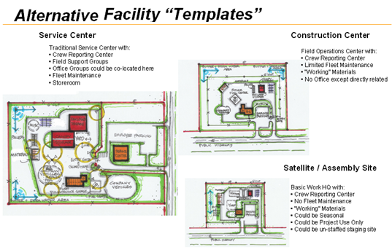 Alternative Facility “Templates”
Service Center
Traditional Service Center with:
• Crew Reporting Center
• Field Support Groups
• Office Groups could be co-located here
• Fleet Maintenance
• Storeroom
Construction Center
Field Operations Center with:
• Crew Reporting Center
• Limited Fleet Maintenance
• "Working" Materials
• No Office except directly related
Satellite / Assembly Site
Basic Work HQ with:
• Crew Reporting Center
• No Fleet Maintenance
• "Working" Materials
• Could be Seasonal
• Could be Project Use Only
• Could be un-staffed staging site